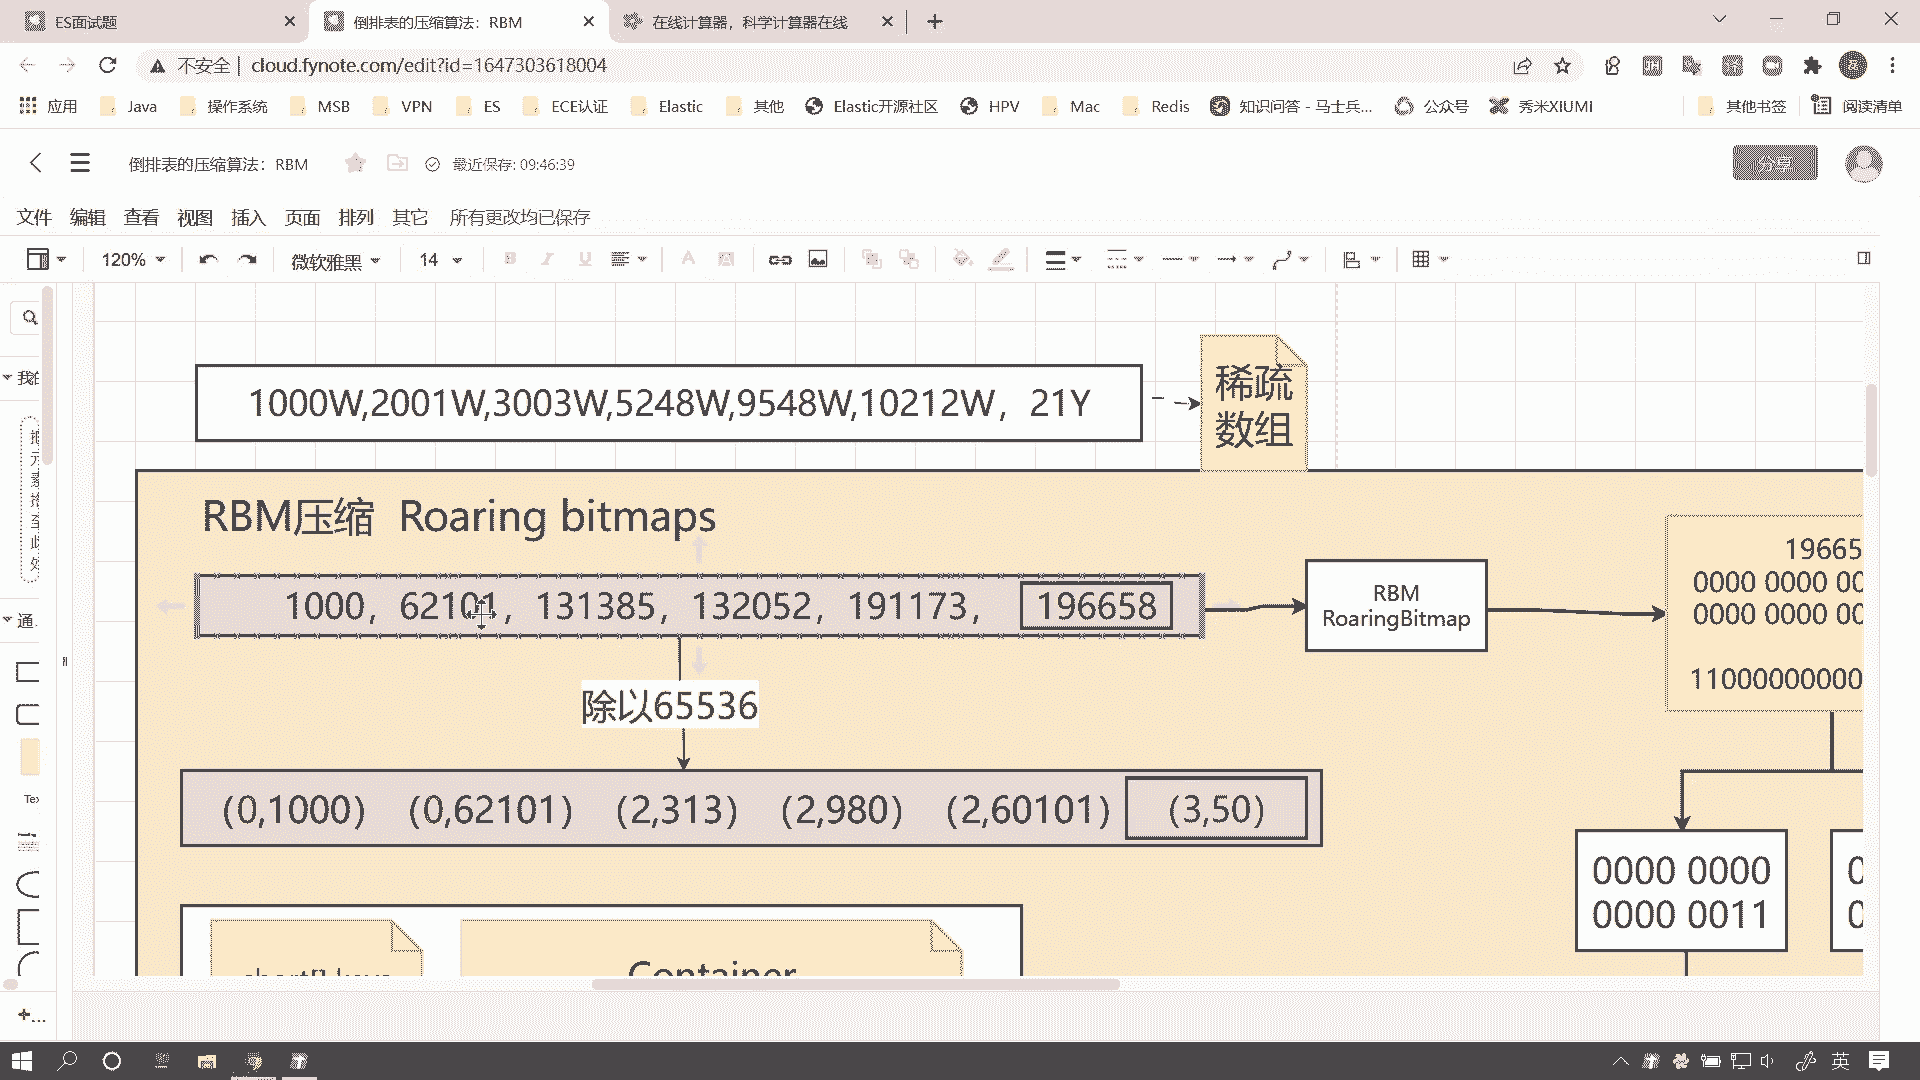 ES面试题
倒排表的压缩算法：RBM
在线计算器，科学计算器在线
不安全 | cloud.fynote.com/edit?id=1647303618004
应用 Java 操作系统 MSB VPN ES ECE认证 Elastic 其他 Elastic开源社区 HPV Mac Redis 知识问答 - 马士兵... 公众号 秀米XIUMI 其他书签 阅读清单
倒排表的压缩算法：RBM 最近保存: 09:46:39
分享
文件 编辑 查看 视图 插入 页面 排列 其它 所有更改均已保存
120% 微软雅黑 14
1000W,2001W,3003W,5248W,9548W,10212W，21Y
稀疏
数组
RBM压缩 Roaring bitmaps
1000，62101，131385，132052，191173，196658
RBM
RoaringBitmap
19665
0000 0000 00
0000 0000 00
11000000000
除以65536
(0,1000) (0,62101) (2,313) (2,980) (2,60101) (3,50)
0000 0000
0000 0011
Container
通.
Tex
英